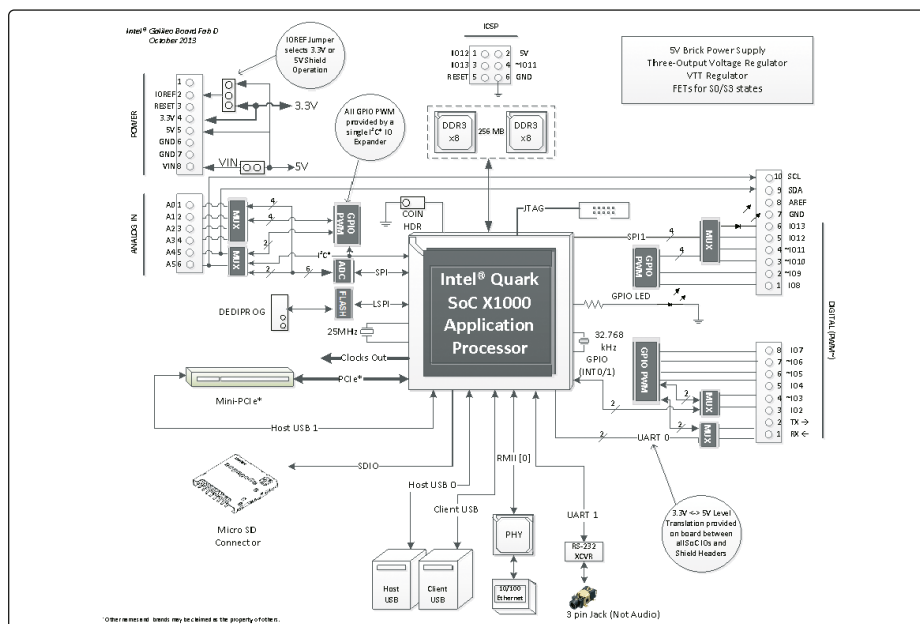 Intel® Galileo Board Fab D
October 2013
IOREF Jumper
selects 3.3V or
5V Shield
Operation
ICSP
IO12 1 2 5V
IO13 3 4 ~IO11
RESET 5 6 GND
5V Brick Power Supply
Three-Output Voltage Regulator
VTT Regulator
FETs for S0/S3 states
POWER
1
IOREF 2
RESET 3
3.3V 4
5V 5
GND 6
GND 7
VIN 8
3.3V
VIN
5V
All GPIO PWM
provided by a
single I²C* IO
Expander
DDR3
x8
256 MB
DDR3
x8
ANALOG IN
A0 1
A1 2
A2 3
A3 4
A4 5
A5 6
MUX
MUX
4
4
2
2
6
GPIO
PWM
I²C*
ADC
SPI
FLASH
LSPI
DEDIPROG
COIN
HDR
JTAG
25MHz
Intel® Quark
SoC X1000
Application
Processor
SPI1
4
4
2
MUX
GPIO
PWM
10 SCL
9 SDA
8 AREF
7 GND
6 IO13
5 IO12
4 ~IO11
3 ~IO10
2 ~IO9
1 IO8
GPIO LED
DIGITAL (PWM~)
32.768
kHz
GPIO
(INT0/1)
GPIO PWM
8 IO7
7 ~IO6
6 ~IO5
5 IO4
4 ~IO3
3 IO2
2 TX →
1 RX ←
2
2
2
2
MUX
MUX
UART 0
Clocks Out
PCIe*
Mini-PCIe*
Host USB 1
SDIO
Micro SD
Connector
Host USB 0
Client USB
RMII [0]
UART 1
PHY
RS-232
XCVR
Host
USB
Client
USB
10/100
Ethernet
3 pin Jack (Not Audio)
3.3V <-> 5V Level
Translation provided
on board between
all SoC IOs and
Shield Headers
*Other names and brands may be claimed as the property of others.